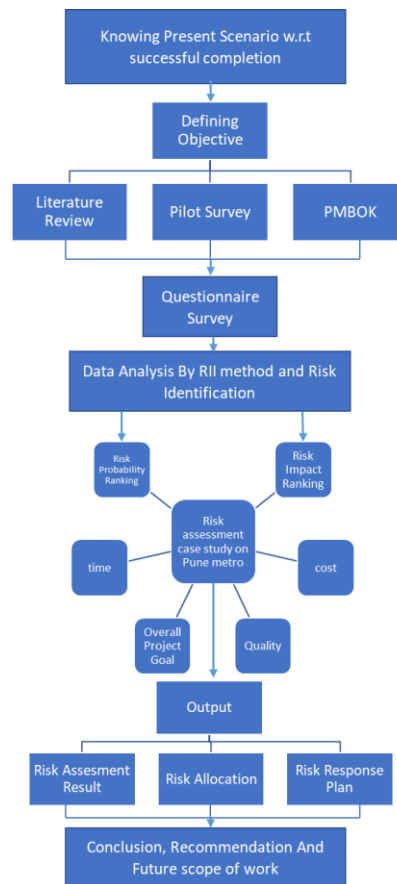 Knowing Present Scenario w.r.t
successful completion
Defining
Objective
Literature
Review
Pilot Survey
PMBOK
Questionnaire
Survey
Data Analysis By RII method and Risk
Identification
Risk
Probability
Ranking
Risk
Impact
Ranking
Risk
assessment
case study on
Pune metro
time
cost
Overall
Project
Goal
Quality
Output
Risk Assesment
Result
Risk Allocation
Risk Response
Plan
Conclusion, Recommendation And
Future scope of work